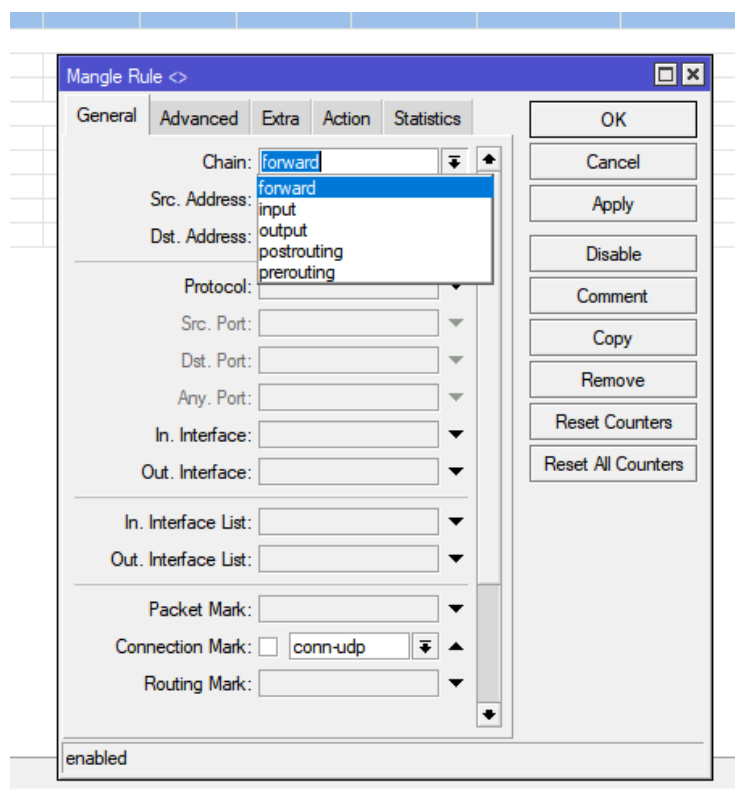 Mangle Rule <>
General Advanced Extra Action Statistics
Chain: forward
forward
input
output
postrouting
prerouting
Src. Address:
Dst. Address:
Protocol:
Src. Port:
Dst. Port:
Any. Port:
In. Interface:
Out. Interface:
In. Interface List:
Out. Interface List:
Packet Mark:
Connection Mark: conn-udp
Routing Mark:
OK
Cancel
Apply
Disable
Comment
Copy
Remove
Reset Counters
Reset All Counters
enabled